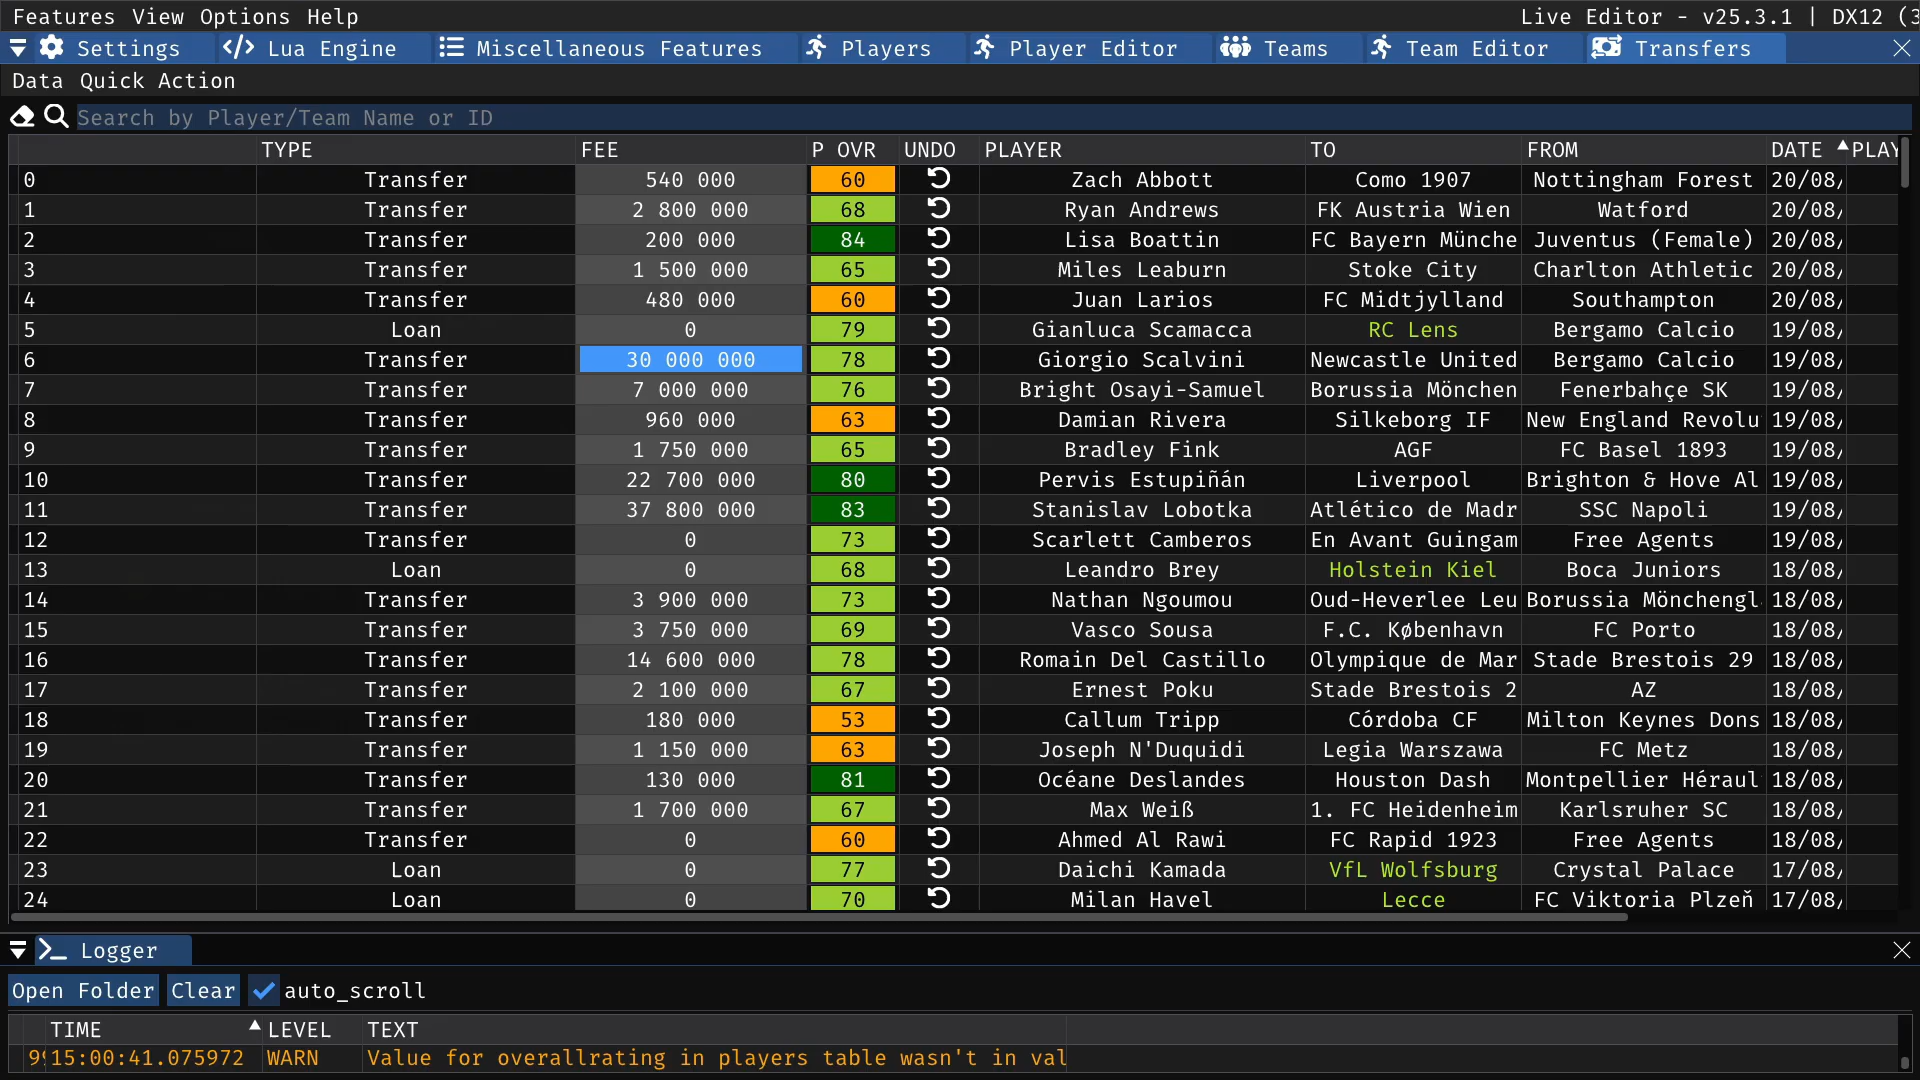 Features View Options Help Live Editor - v25.3.1 | DX12 (3
Settings Lua Engine Miscellaneous Features Players Player Editor Teams Team Editor Transfers
Data Quick Action
Search by Player/Team Name or ID
TYPE FEE P OVR UNDO PLAYER TO FROM DATE PLAY
0 Transfer 540 000 60 Zach Abbott Como 1907 Nottingham Forest 20/08/
1 Transfer 2 800 000 68 Ryan Andrews FK Austria Wien Watford 20/08/
2 Transfer 200 000 84 Lisa Boattin FC Bayern Münche Juventus (Female) 20/08/
3 Transfer 1 500 000 65 Miles Leaburn Stoke City Charlton Athletic 20/08/
4 Transfer 480 000 60 Juan Larios FC Midtjylland Southampton 20/08/
5 Loan 0 79 Gianluca Scamacca RC Lens Bergamo Calcio 19/08/
6 Transfer 30 000 000 78 Giorgio Scalvini Newcastle United Bergamo Calcio 19/08/
7 Transfer 7 000 000 76 Bright Osayi-Samuel Borussia Mönchen Fenerbahçe SK 19/08/
8 Transfer 960 000 63 Damian Rivera Silkeborg IF New England Revolu 19/08/
9 Transfer 1 750 000 65 Bradley Fink AGF FC Basel 1893 19/08/
10 Transfer 22 700 000 80 Pervis Estupiñán Liverpool Brighton & Hove Al 19/08/
11 Transfer 37 800 000 83 Stanislav Lobotka Atlético de Madr SSC Napoli 19/08/
12 Transfer 0 73 Scarlett Camberos En Avant Guingam Free Agents 19/08/
13 Loan 0 68 Leandro Brey Holstein Kiel Boca Juniors 18/08/
14 Transfer 3 900 000 73 Nathan Ngoumou Oud-Heverlee Leu Borussia Mönchengl 18/08/
15 Transfer 3 750 000 69 Vasco Sousa F.C. København FC Porto 18/08/
16 Transfer 14 600 000 78 Romain Del Castillo Olympique de Mar Stade Brestois 29 18/08/
17 Transfer 2 100 000 67 Ernest Poku Stade Brestois 2 AZ 18/08/
18 Transfer 180 000 53 Callum Tripp Córdoba CF Milton Keynes Dons 18/08/
19 Transfer 1 150 000 63 Joseph N'Duquidi Legia Warszawa FC Metz 18/08/
20 Transfer 130 000 81 Océane Deslandes Houston Dash Montpellier Héraul 18/08/
21 Transfer 1 700 000 67 Max Weiß 1. FC Heidenheim Karlsruher SC 18/08/
22 Transfer 0 60 Ahmed Al Rawi FC Rapid 1923 Free Agents 18/08/
23 Loan 0 77 Daichi Kamada VfL Wolfsburg Crystal Palace 17/08/
24 Loan 0 70 Milan Havel Lecce FC Viktoria Plzeň 17/08/
Logger
Open Folder Clear auto_scroll
TIME LEVEL TEXT
15:00:41.075972 WARN Value for overallrating in players table wasn't in val